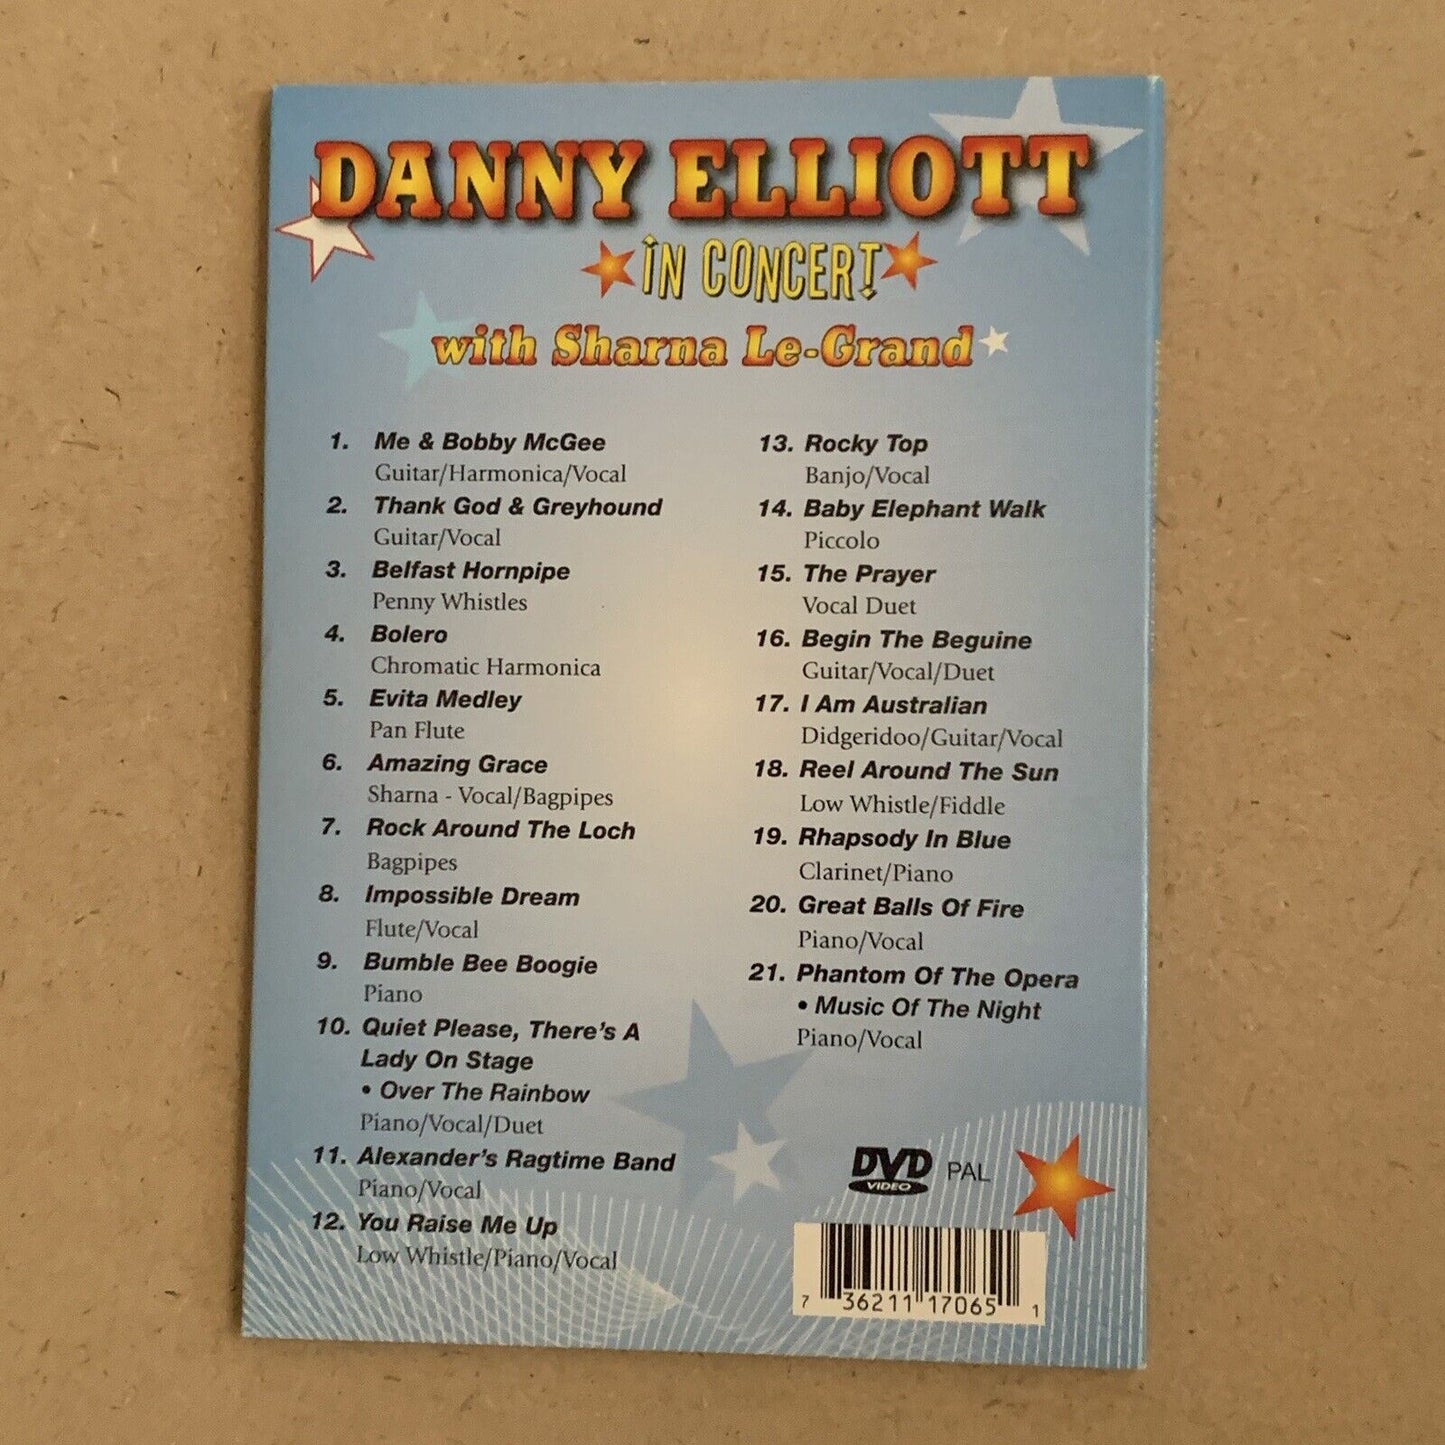 DANNY ELLIOTT
IN CONCERT
with Sharna Le-Grand
1. Me & Bobby McGee
Guitar/Harmonica/Vocal
2. Thank God & Greyhound
Guitar/Vocal
3. Belfast Hornpipe
Penny Whistles
4. Bolero
Chromatic Harmonica
5. Evita Medley
Pan Flute
6. Amazing Grace
Sharna - Vocal/Bagpipes
7. Rock Around The Loch
Bagpipes
8. Impossible Dream
Flute/Vocal
9. Bumble Bee Boogie
Piano
10. Quiet Please, There's A
Lady On Stage
• Over The Rainbow
Piano/Vocal/Duet
11. Alexander's Ragtime Band
Piano/Vocal
12. You Raise Me Up
Low Whistle/Piano/Vocal
13. Rocky Top
Banjo/Vocal
14. Baby Elephant Walk
Piccolo
15. The Prayer
Vocal Duet
16. Begin The Beguine
Guitar/Vocal/Duet
17. I Am Australian
Didgeridoo/Guitar/Vocal
18. Reel Around The Sun
Low Whistle/Fiddle
19. Rhapsody In Blue
Clarinet/Piano
20. Great Balls Of Fire
Piano/Vocal
21. Phantom Of The Opera
• Music Of The Night
Piano/Vocal
DVD PAL
VIDEO
7 36211 17065 1